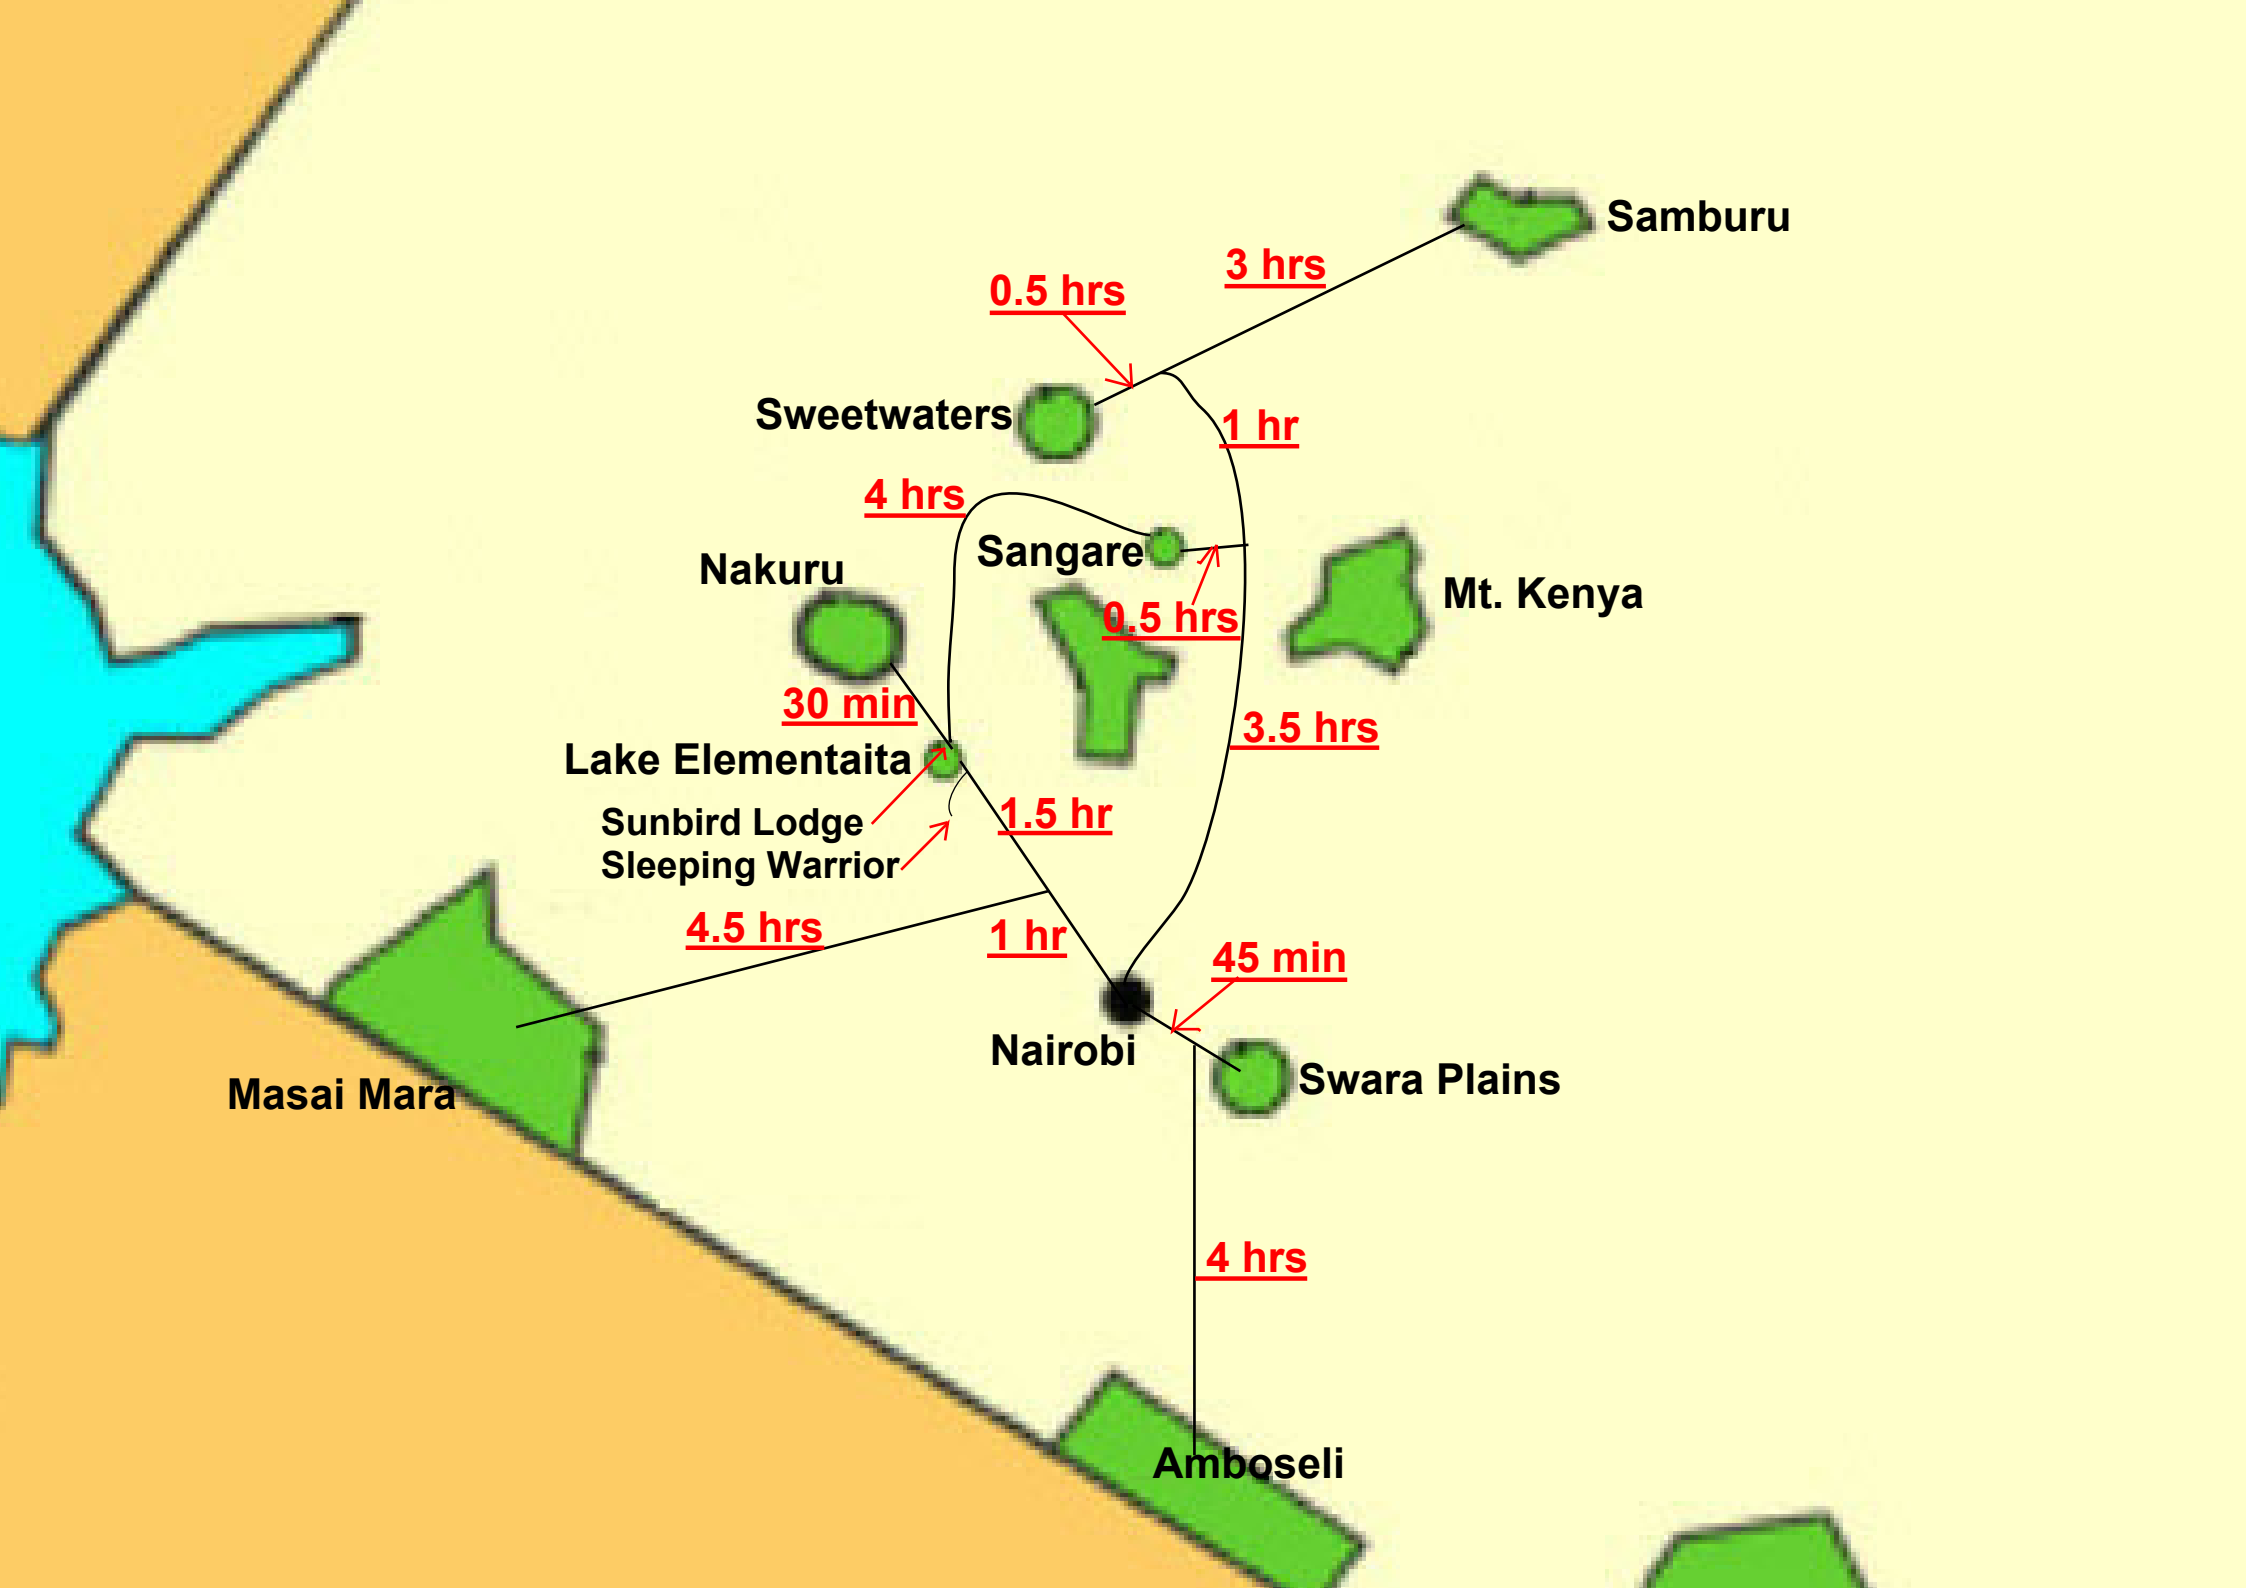 Samburu
3 hrs
0.5 hrs
Sweetwaters
1 hr
4 hrs
Sangare
Nakuru
Mt. Kenya
0.5 hrs
30 min
3.5 hrs
Lake Elementaita
1.5 hr
Sunbird Lodge
Sleeping Warrior
4.5 hrs
1 hr
45 min
Nairobi
Swara Plains
Masai Mara
4 hrs
Amboseli